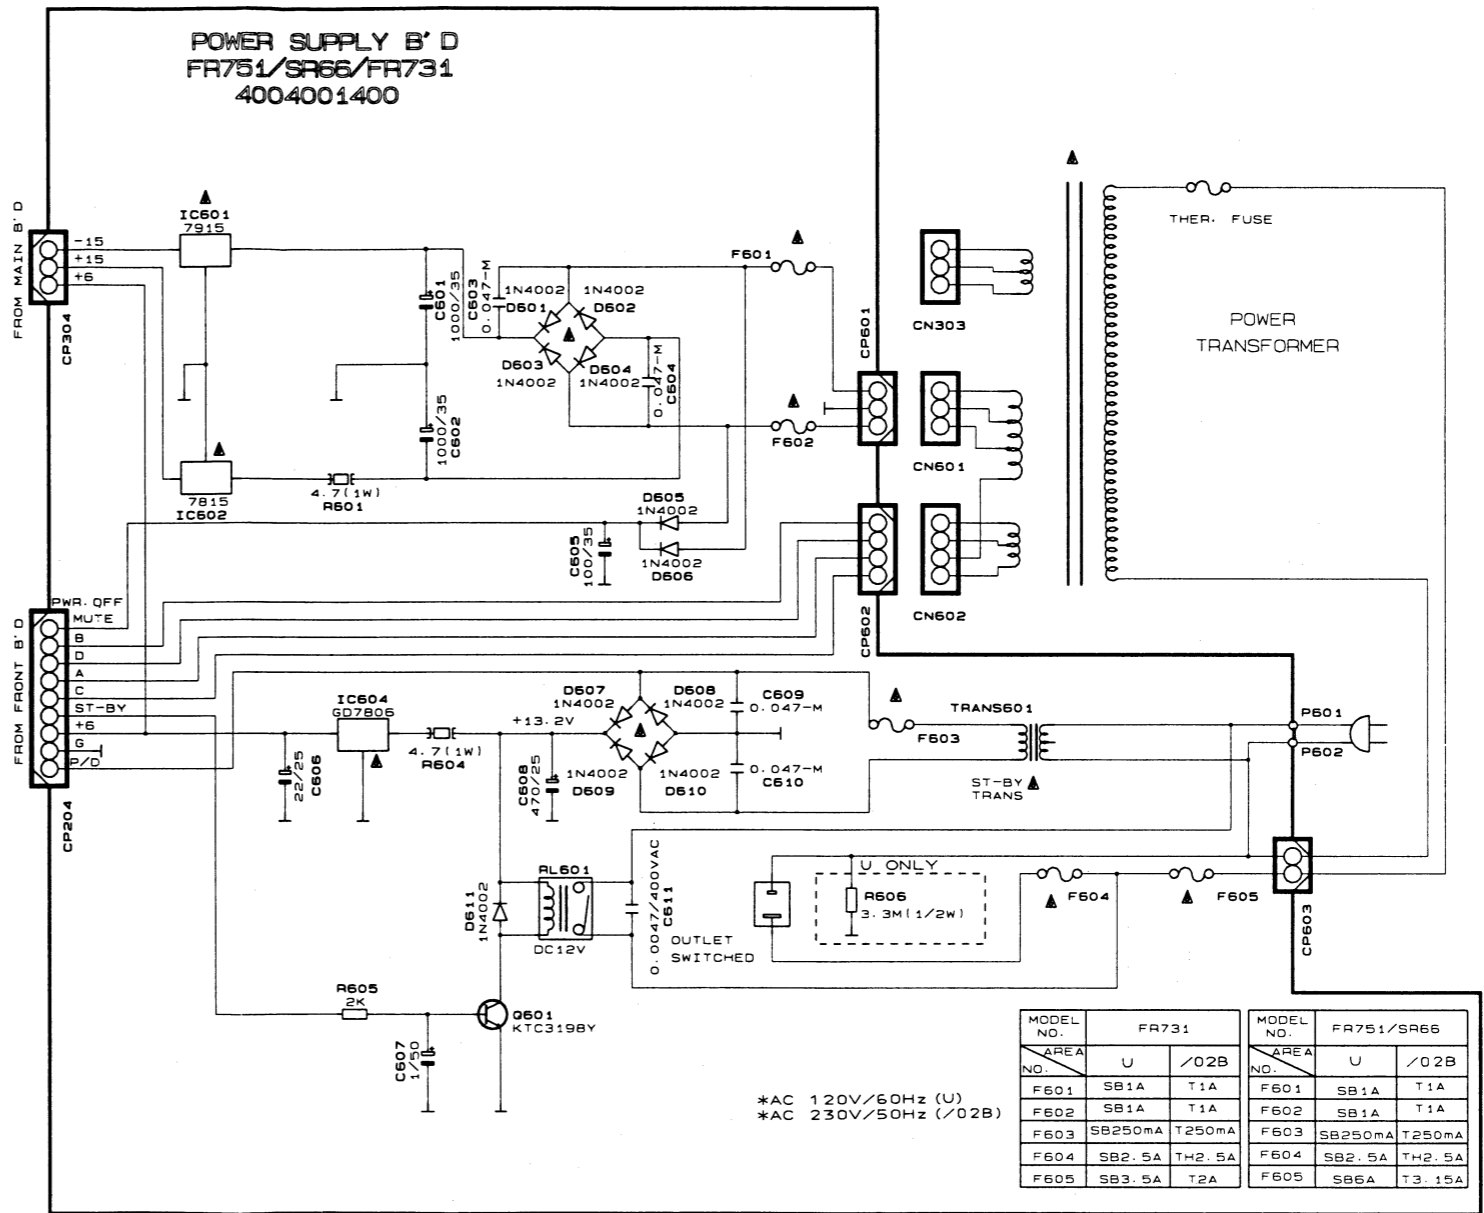 POWER SUPPLY B'D
FR751/SR66/FR731
4004001400
FROM MAIN B'D
CP304
-15
+15
+6
IC601
7915
7815
IC602
4.7(1W)
R601
C601
1000/35
C603
0.047-M
1000/35
C602
1N4002
D601
1N4002
D602
D603
1N4002
D604
1N4002
0.047-M
C604
F601
F602
CP601
CN303
CN601
CN602
CP602
THER. FUSE
POWER
TRANSFORMER
D605
1N4002
1N4002
D606
C605
100/35
FROM FRONT B'D
CP204
PWR. OFF
MUTE
B
D
A
C
ST-BY
+6
G
P/D
IC604
GD7806
4.7(1W)
R604
22/25
C606
+13.2V
C608
470/25
D607
1N4002
D608
1N4002
1N4002
D609
1N4002
D610
C609
0.047-M
0.047-M
C610
F603
TRANS601
ST-BY
TRANS
P601
P602
D611
1N4002
RL601
DC12V
0.0047/400VAC
C611
OUTLET
SWITCHED
U ONLY
R606
3.3M(1/2W)
F604
F605
CP603
R605
2K
C607
1/50
Q601
KTC3198Y
*AC 120V/60Hz (U)
*AC 230V/50Hz (/02B)
MODEL NO. FR731
AREA NO. U /02B
F601 SB1A T1A
F602 SB1A T1A
F603 SB250mA T250mA
F604 SB2.5A TH2.5A
F605 SB3.5A T2A
MODEL NO. FR751/SR66
AREA NO. U /02B
F601 SB1A T1A
F602 SB1A T1A
F603 SB250mA T250mA
F604 SB2.5A TH2.5A
F605 SB6A T3.15A